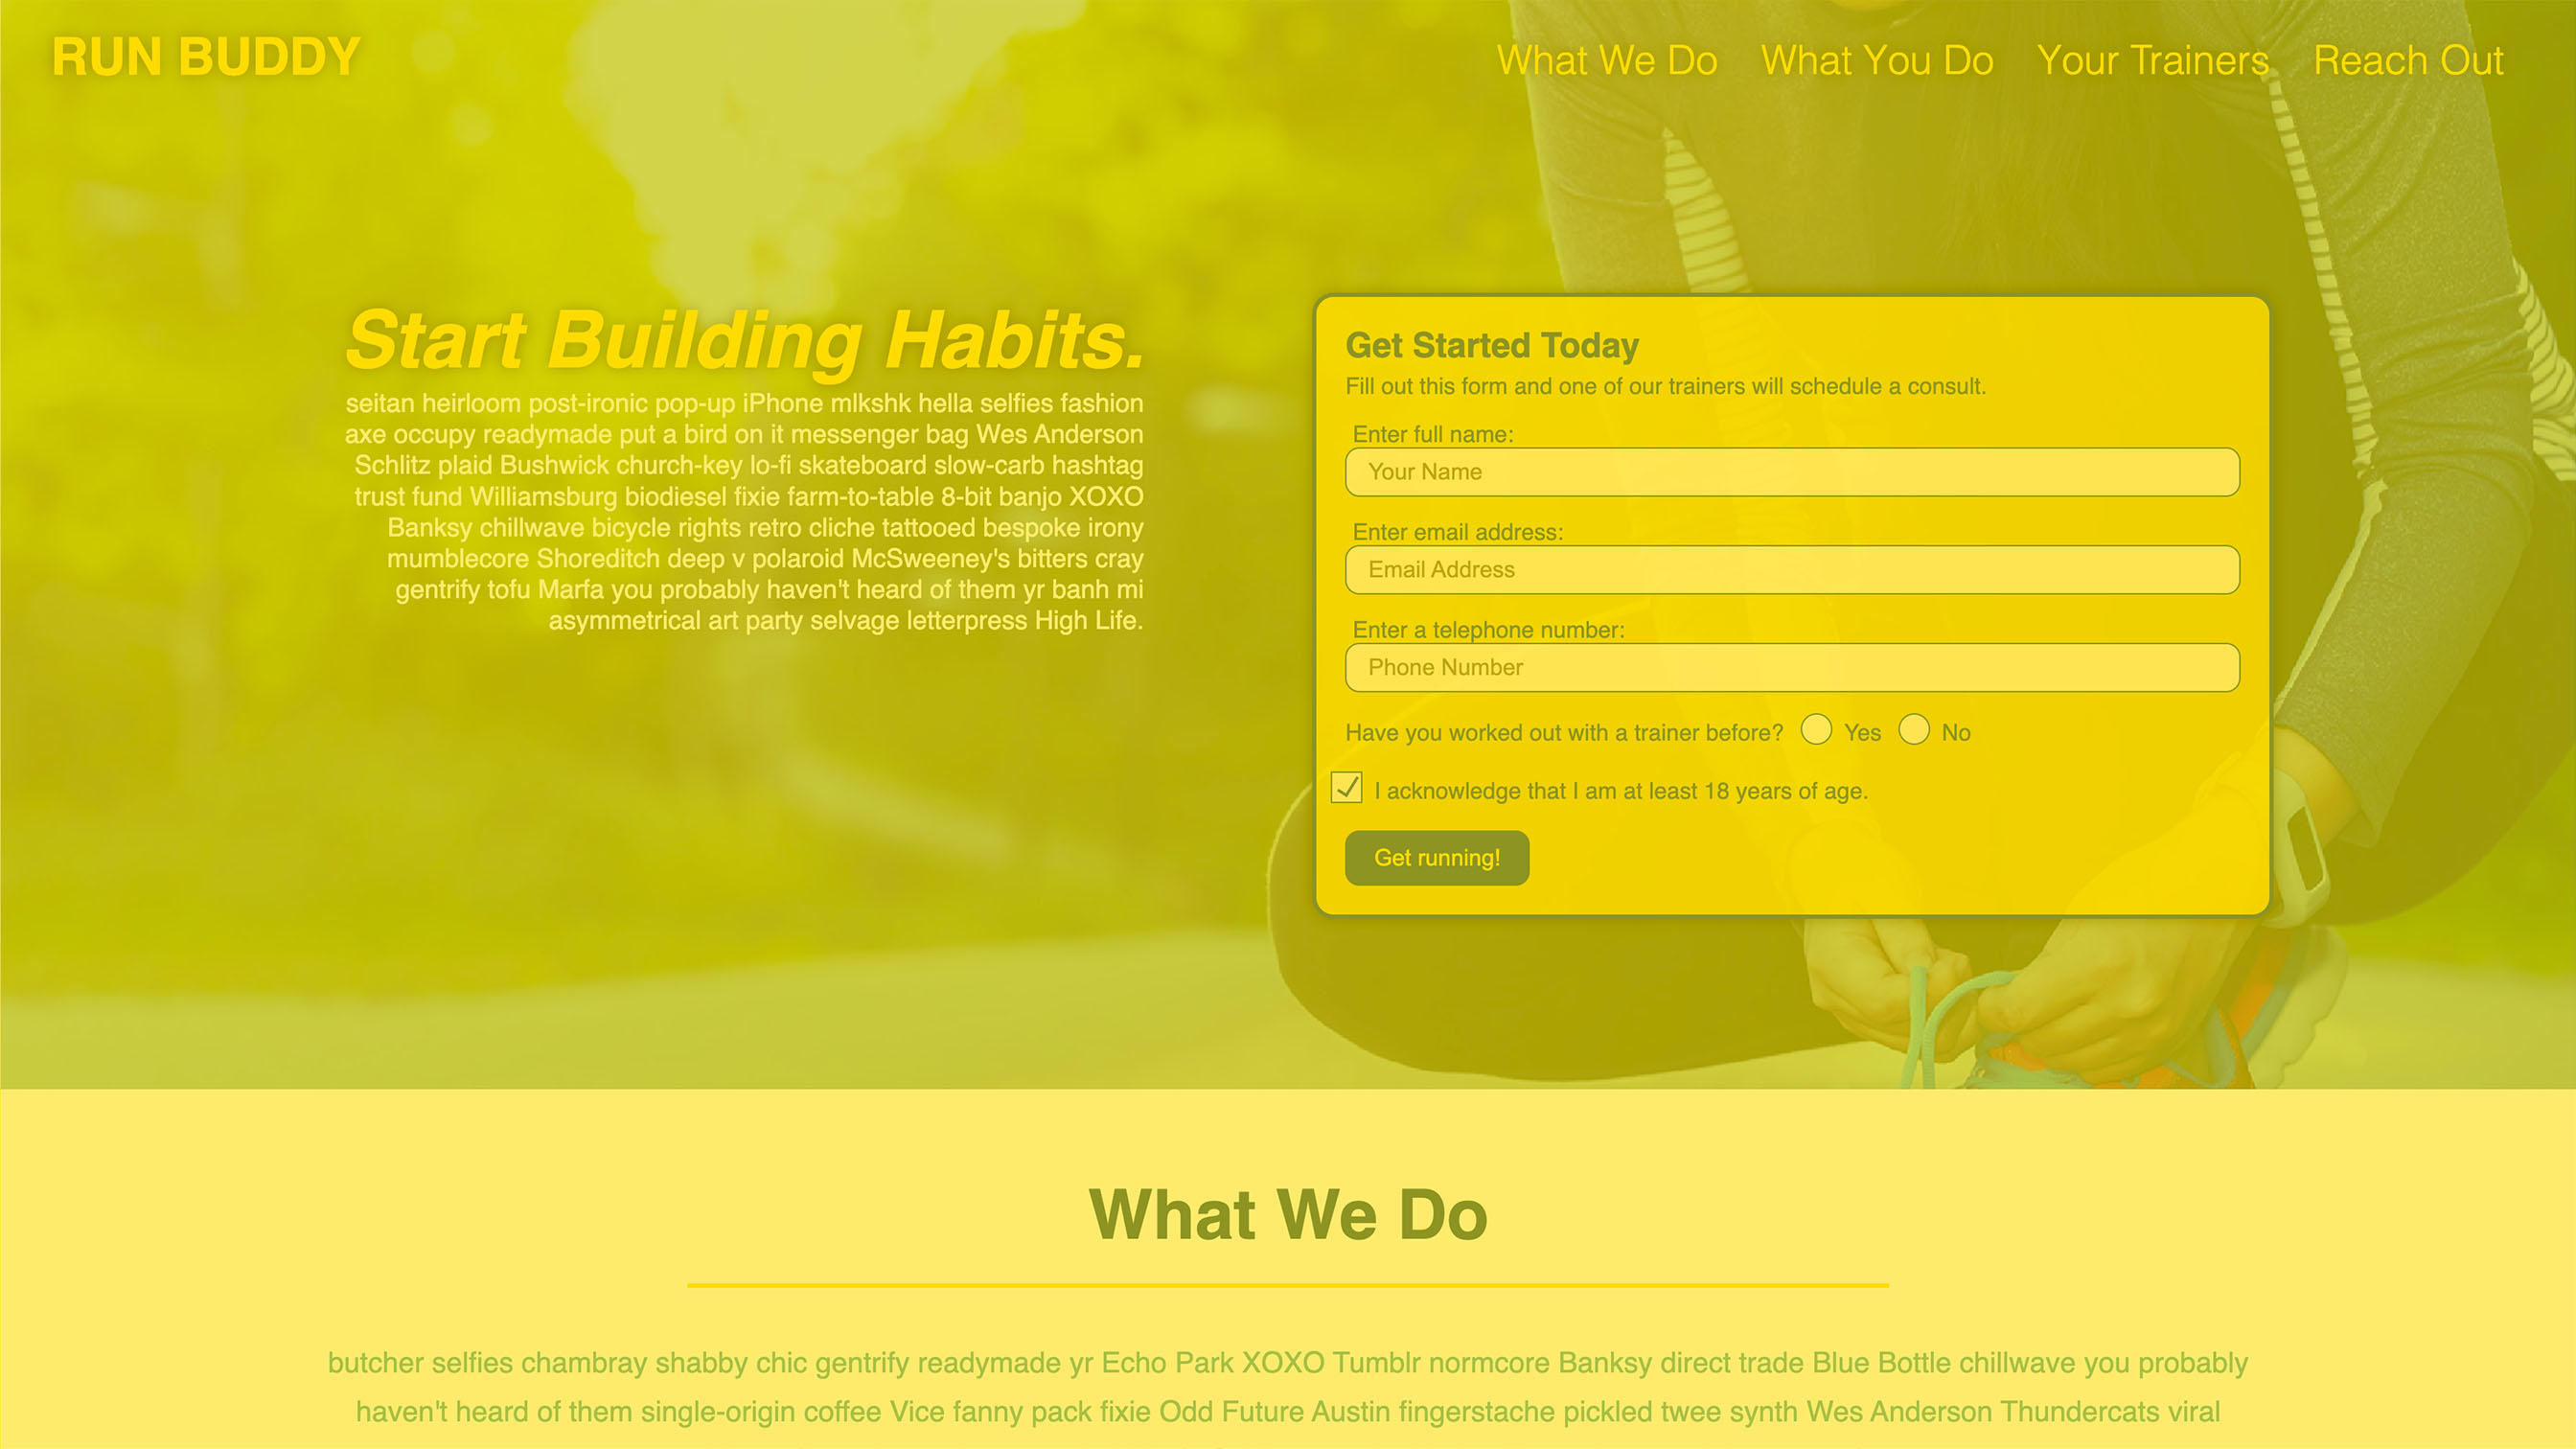 RUN BUDDY
What We Do What You Do Your Trainers Reach Out
Start Building Habits.
seitan heirloom post-ironic pop-up iPhone mlkshk hella selfies fashion
axe occupy readymade put a bird on it messenger bag Wes Anderson
Schlitz plaid Bushwick church-key lo-fi skateboard slow-carb hashtag
trust fund Williamsburg biodiesel fixie farm-to-table 8-bit banjo XOXO
Banksy chillwave bicycle rights retro cliche tattooed bespoke irony
mumblecore Shoreditch deep v polaroid McSweeney's bitters cray
gentrify tofu Marfa you probably haven't heard of them yr banh mi
asymmetrical art party selvage letterpress High Life.
Get Started Today
Fill out this form and one of our trainers will schedule a consult.
Enter full name:
Your Name
Enter email address:
Email Address
Enter a telephone number:
Phone Number
Have you worked out with a trainer before? Yes No
I acknowledge that I am at least 18 years of age.
Get running!
What We Do
butcher selfies chambray shabby chic gentrify readymade yr Echo Park XOXO Tumblr normcore Banksy direct trade Blue Bottle chillwave you probably
haven't heard of them single-origin coffee Vice fanny pack fixie Odd Future Austin fingerstache pickled twee synth Wes Anderson Thundercats viral